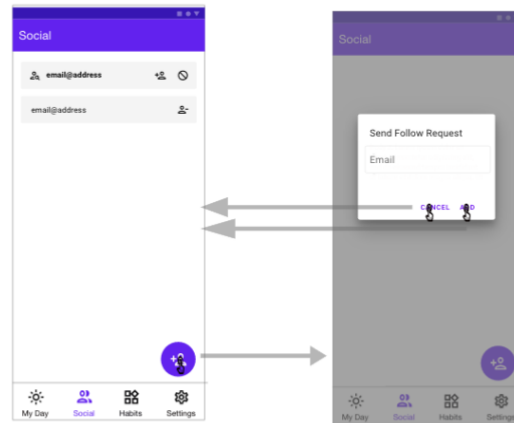 Social
email@address
email@address
My Day Social Habits Settings
Social
Send Follow Request
Email
CANCEL ADD
My Day Social Habits Settings